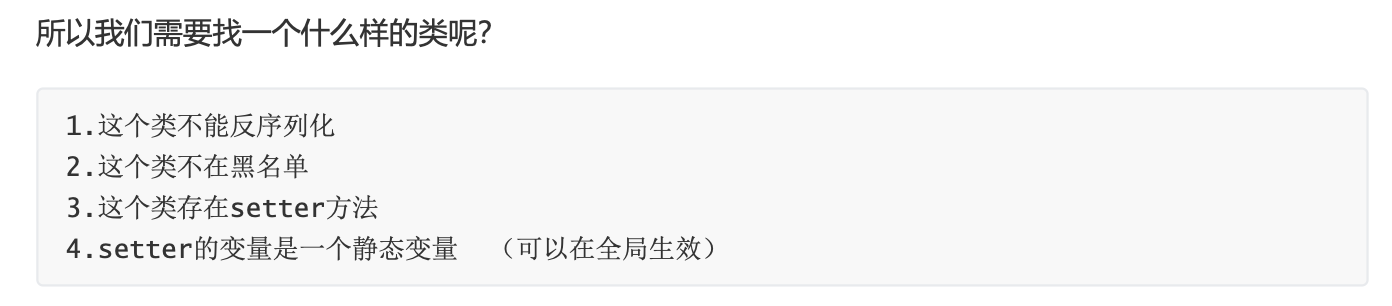 所以我们需要找一个什么样的类呢?
1.这个类不能反序列化
2.这个类不在黑名单
3.这个类存在setter方法
4.setter的变量是一个静态变量  （可以在全局生效）